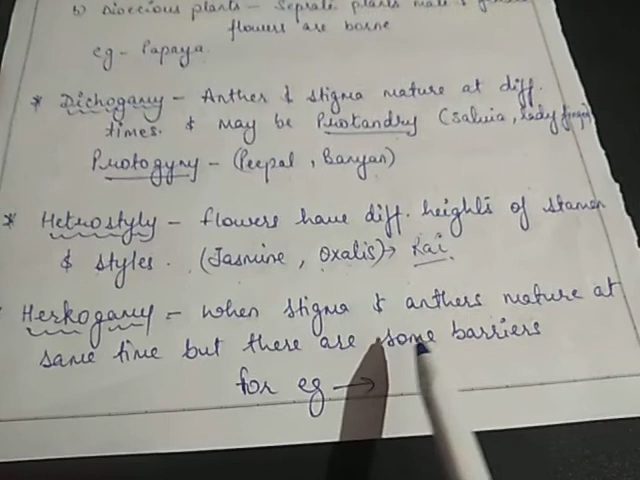 b) Dioecious plants - Seprate plants male &
flowers are borne
eg - Papaya.
* Dichogamy - Anther & stigma mature at diff.
times. & may be Protandry (Salvia, lady finger)
Protogyny - (Peepal, Banyan)
* Hetrostyly - flowers have diff. heights of stamen
& styles. (Jasmine, Oxalis) → Rai
Herkogamy - when stigma & anthers mature at
same time but there are some barriers
for eg →